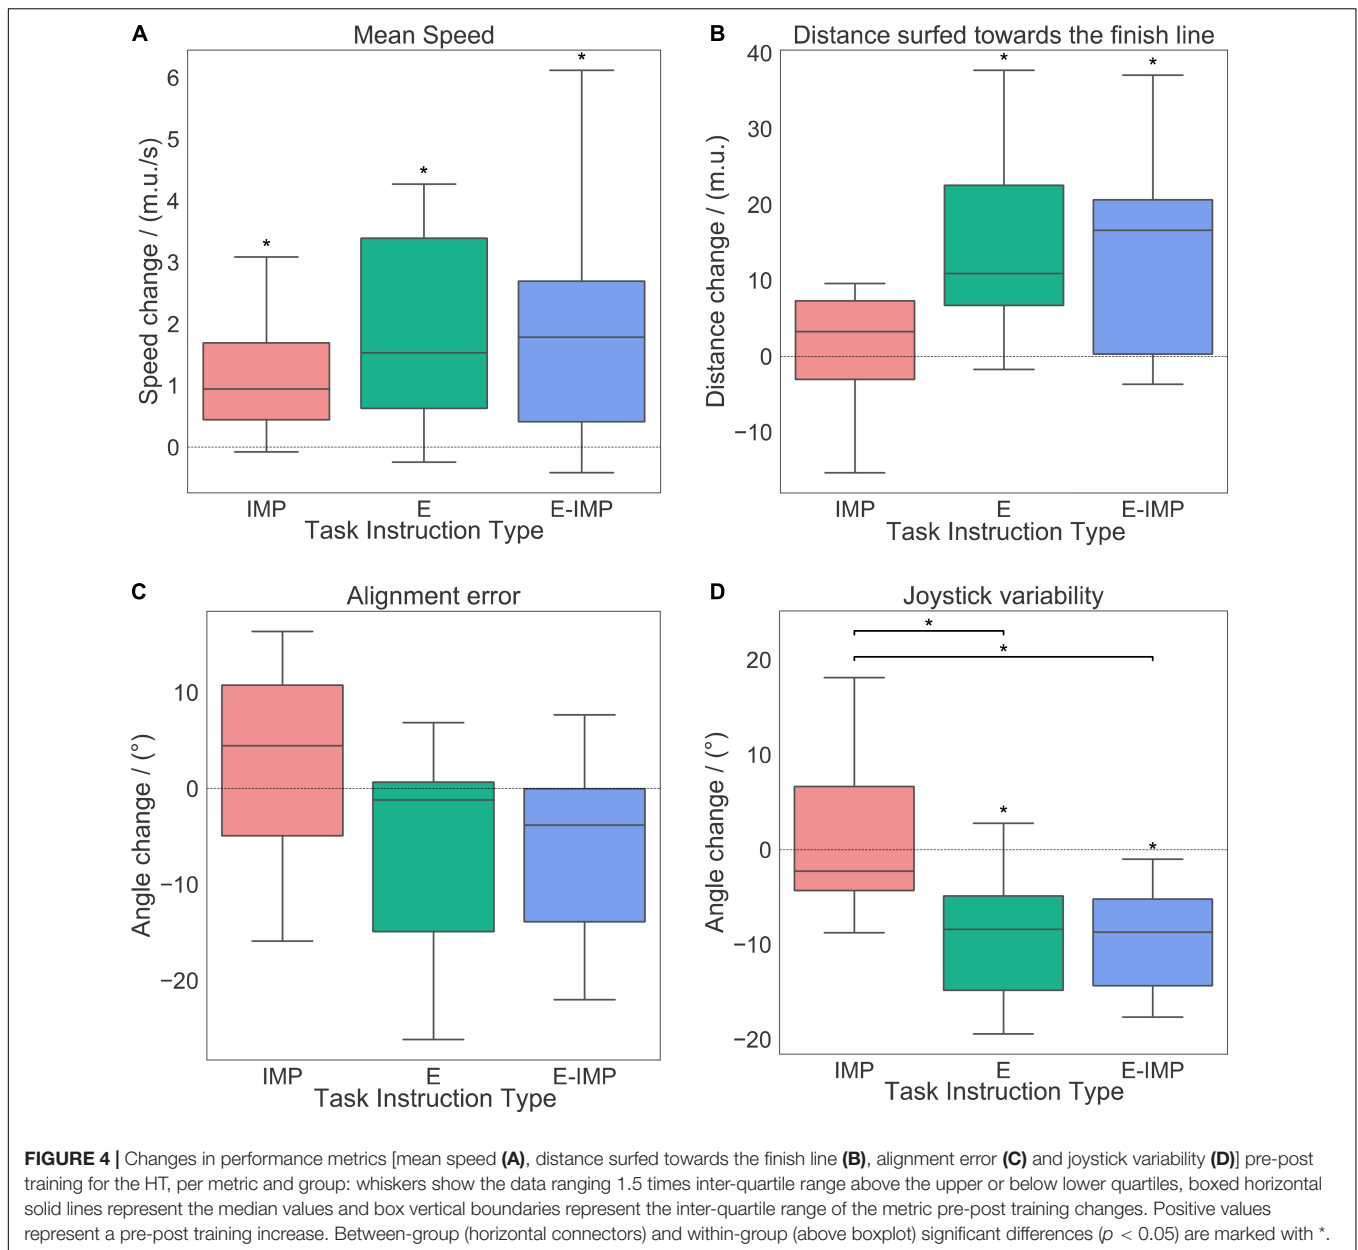 A
Mean Speed
*
*
*
6
5
4
3
2
1
0
Speed change / (m.u./s)
IMP E E-IMP
Task Instruction Type
B
Distance surfed towards the finish line
*
*
40
30
20
10
0
−10
Distance change / (m.u.)
IMP E E-IMP
Task Instruction Type
C
Alignment error
10
0
−10
−20
Angle change / (°)
IMP E E-IMP
Task Instruction Type
D
Joystick variability
*
*
*
*
20
10
0
−10
−20
Angle change / (°)
IMP E E-IMP
Task Instruction Type
FIGURE 4 | Changes in performance metrics [mean speed (A), distance surfed towards the finish line (B), alignment error (C) and joystick variability (D)] pre-post
training for the HT, per metric and group: whiskers show the data ranging 1.5 times inter-quartile range above the upper or below lower quartiles, boxed horizontal
solid lines represent the median values and box vertical boundaries represent the inter-quartile range of the metric pre-post training changes. Positive values
represent a pre-post training increase. Between-group (horizontal connectors) and within-group (above boxplot) significant differences (p < 0.05) are marked with *.